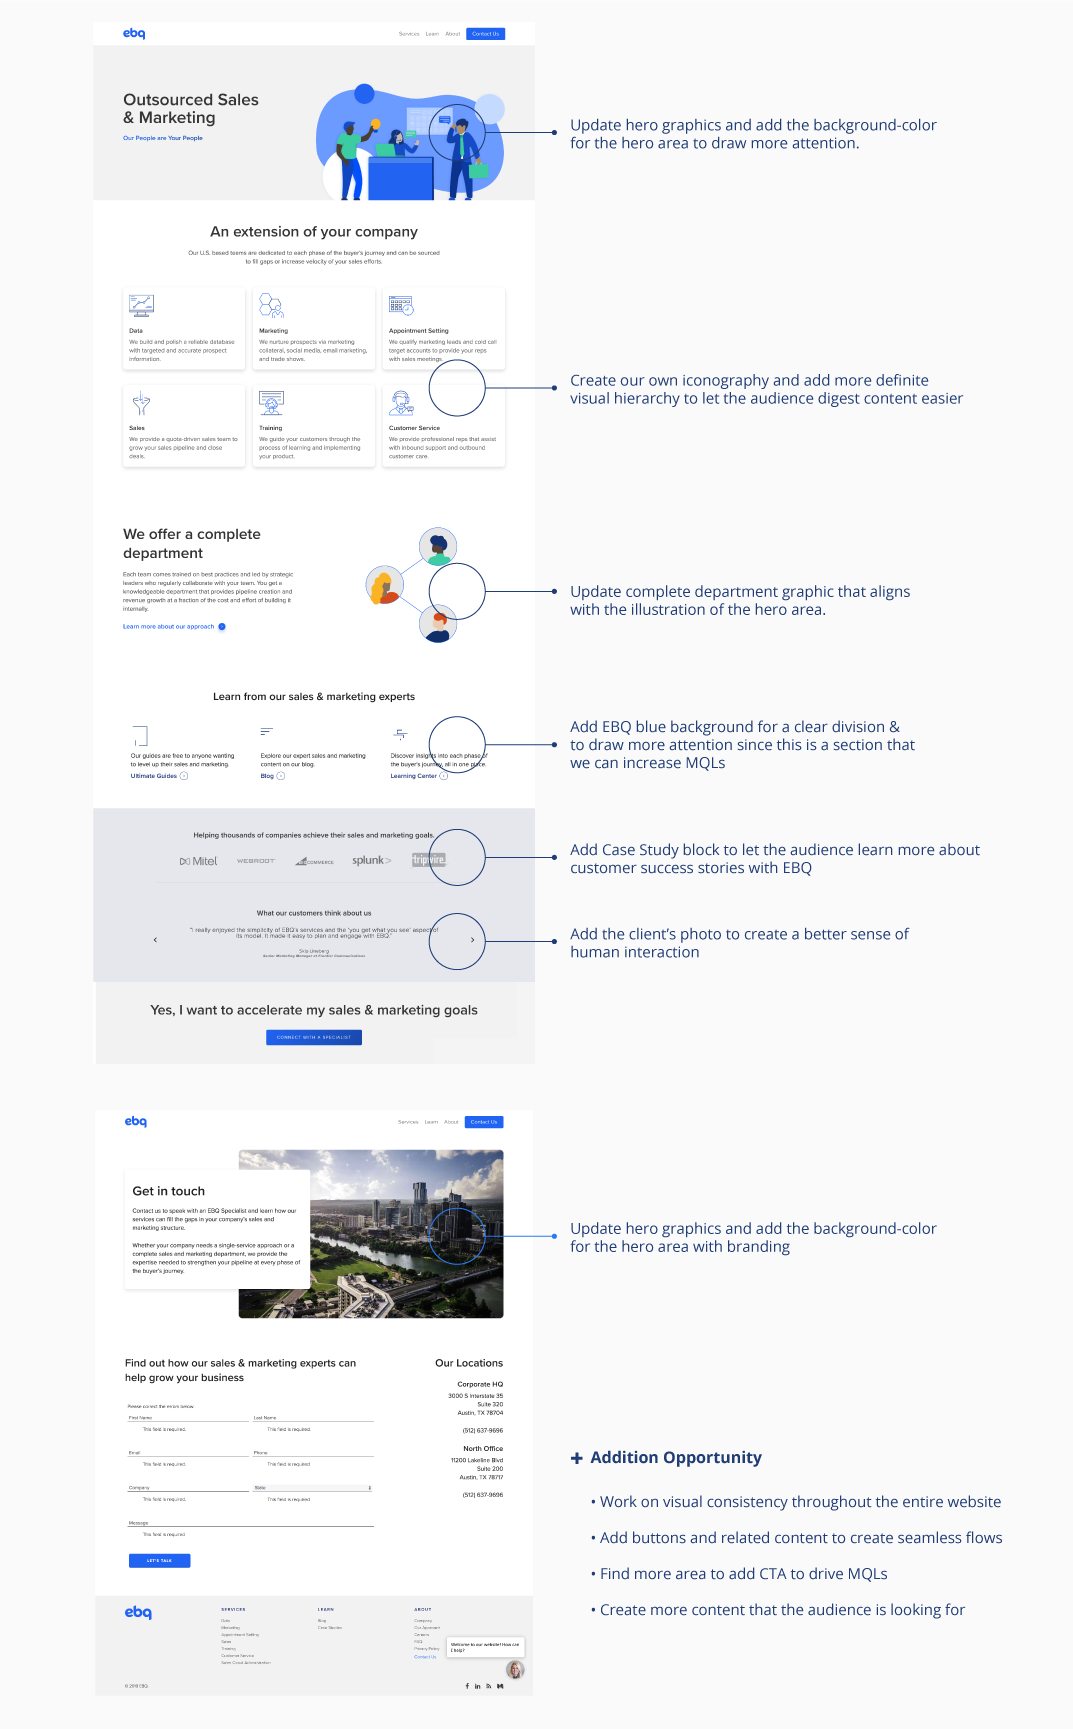 ebq
Services Learn About Contact Us
Outsourced Sales
& Marketing
Our People are Your People
Update hero graphics and add the background-color
for the hero area to draw more attention.
An extension of your company
Our U.S. based teams are dedicated to each phase of the buyer's journey and can be sourced
to fill gaps or increase velocity of your sales efforts.
Data
We build and polish a reliable database
with targeted and accurate prospect
information.
Marketing
We nurture prospects via marketing
collateral, social media, email marketing,
and trade shows.
Appointment Setting
We qualify marketing leads and cold call
target accounts to provide your reps
with sales meetings.
Create our own iconography and add more definite
visual hierarchy to let the audience digest content easier
Sales
We provide a quota-driven sales team to
grow your sales pipeline and close
deals.
Training
We guide your customers through the
process of learning and implementing
your product.
Customer Service
We provide professional reps that assist
with inbound support and outbound
customer care.
We offer a complete
department
Each team comes trained on best practices and led by strategic
leaders who regularly collaborate with your team. You get a
knowledgeable department that provides pipeline creation and
revenue growth at a fraction of the cost and effort of building it
internally.
Learn more about our approach
Update complete department graphic that aligns
with the illustration of the hero area.
Learn from our sales & marketing experts
Our guides are free to anyone wanting
to level up their sales and marketing.
Ultimate Guides
Explore our expert sales and marketing
content on our blog.
Blog
Discover insights into each phase of
the buyer's journey, all in one place.
Learning Center
Add EBQ blue background for a clear division &
to draw more attention since this is a section that
we can increase MQLs
Helping thousands of companies achieve their sales and marketing goals.
Mitel WEBROOT COMMERCE splunk> tripwire
Add Case Study block to let the audience learn more about
customer success stories with EBQ
What our customers think about us
"I really enjoyed the simplicity of EBQ's services and the 'you get what you see' aspect of
its model. It made it easy to plan and engage with EBQ."
Add the client's photo to create a better sense of
human interaction
Yes, I want to accelerate my sales & marketing goals
CONNECT WITH A SPECIALIST
ebq
Services Learn About Contact Us
Get in touch
Contact us to speak with an EBQ Specialist and learn how our
services can fill the gaps in your company's sales and
marketing structure.
Whether your company needs a single-service approach or a
complete sales and marketing department, we provide the
expertise needed to strengthen your pipeline at every phase of
the buyer's journey.
Update hero graphics and add the background-color
for the hero area with branding
Find out how our sales & marketing experts can
help grow your business
Please correct the errors below.
First Name Last Name
This field is required. This field is required.
Email Phone
This field is required. This field is required.
Company State
This field is required. This field is required.
Message
This field is required.
LET'S TALK
Our Locations
Corporate HQ
3000 S Interstate 35
Suite 320
Austin, TX 78704
(512) 637-9696
North Office
11200 Lakeline Blvd
Suite 200
Austin, TX 78717
(512) 637-9696
+ Addition Opportunity
• Work on visual consistency throughout the entire website
• Add buttons and related content to create seamless flows
• Find more area to add CTA to drive MQLs
• Create more content that the audience is looking for
ebq
SERVICES
Data
Marketing
Appointment Setting
Sales
Training
Customer Service
Sales Cloud Administration
LEARN
Blog
Case Studies
ABOUT
Company
Our Approach
Careers
FAQ
Privacy Policy
Contact Us
Welcome to our website! How can
I help?
© 2019 EBQ.